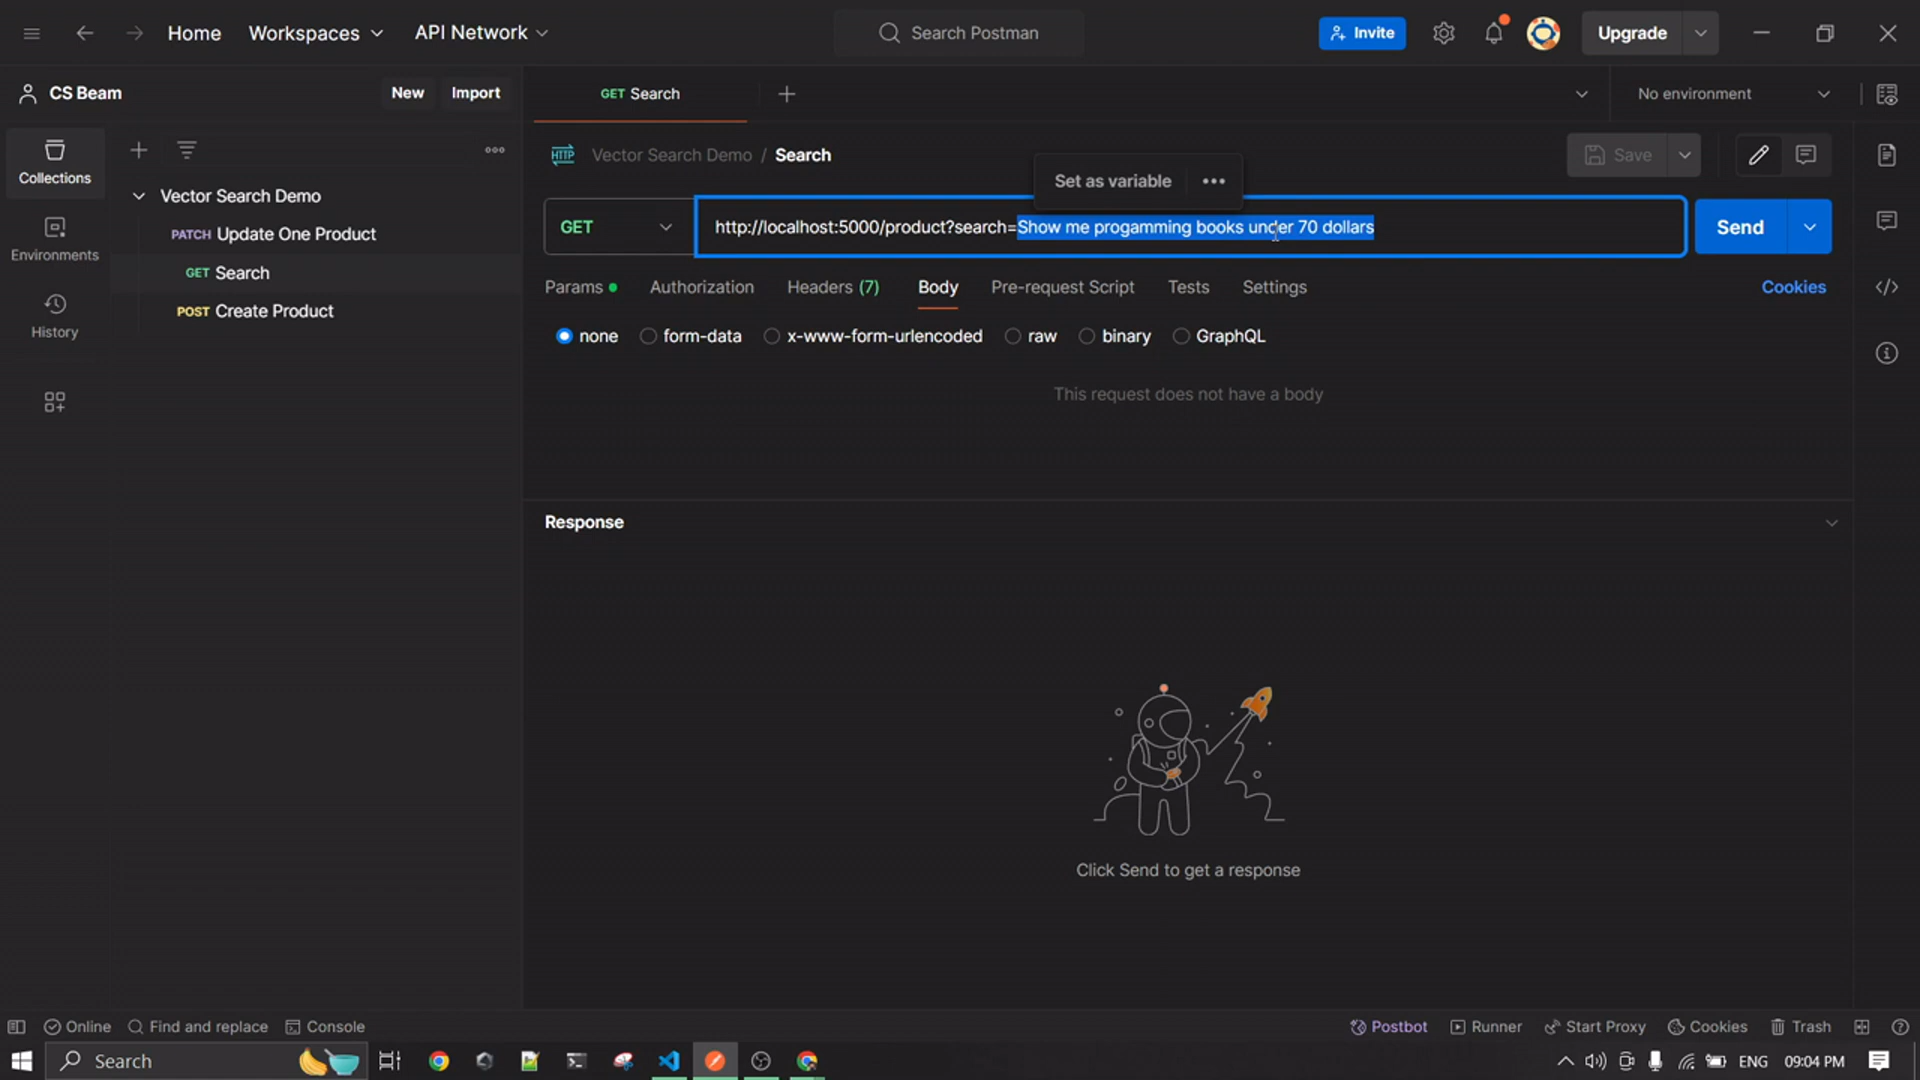 Home Workspaces API Network Search Postman Invite Upgrade
CS Beam New Import GET Search No environment
Collections
Environments
History
Vector Search Demo
PATCH Update One Product
GET Search
POST Create Product
HTTP Vector Search Demo / Search Save
Set as variable
GET http://localhost:5000/product?search=Show me progamming books under 70 dollars Send
Params Authorization Headers (7) Body Pre-request Script Tests Settings Cookies
none form-data x-www-form-urlencoded raw binary GraphQL
This request does not have a body
Response
Click Send to get a response
Online Find and replace Console Postbot Runner Start Proxy Cookies Trash
Search ENG 09:04 PM